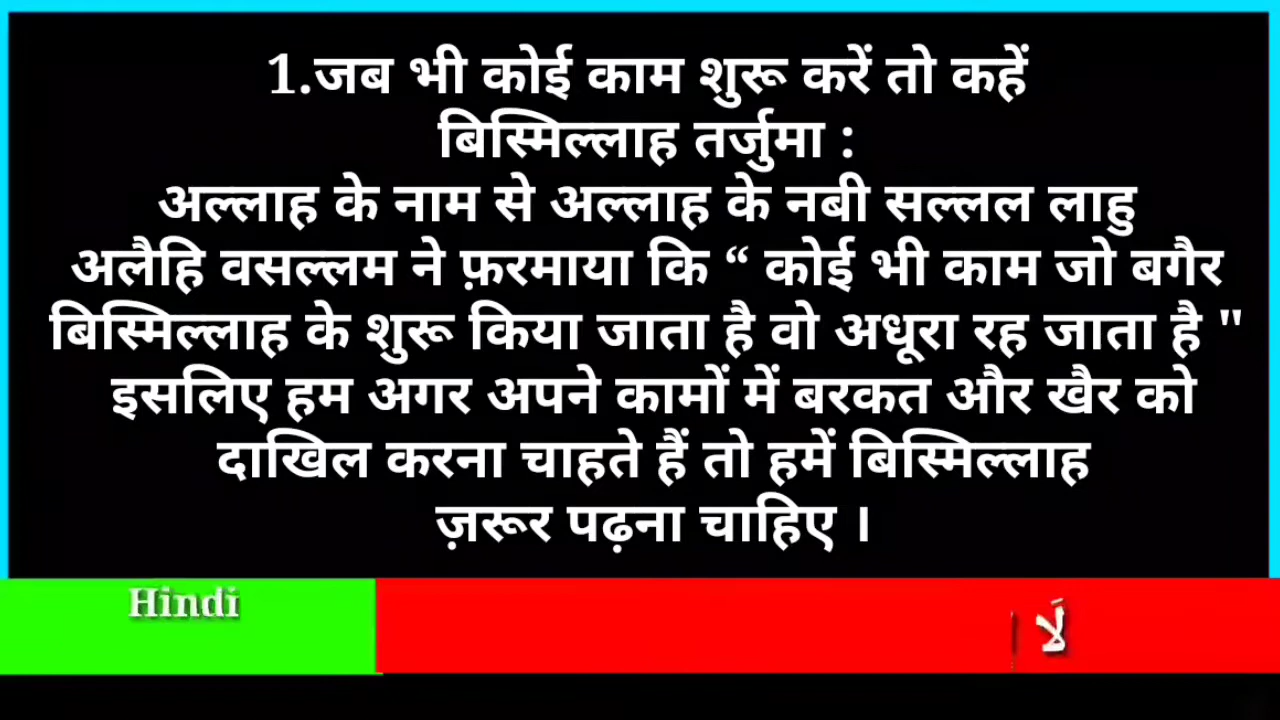 1.जब भी कोई काम शुरू करें तो कहें
बिस्मिल्लाह तर्जुमा :
अल्लाह के नाम से अल्लाह के नबी सल्लल लाहु
अलैहि वसल्लम ने फ़रमाया कि “ कोई भी काम जो बगैर
बिस्मिल्लाह के शुरू किया जाता है वो अधूरा रह जाता है "
इसलिए हम अगर अपने कामों में बरकत और खैर को
दाखिल करना चाहते हैं तो हमें बिस्मिल्लाह
ज़रूर पढ़ना चाहिए ।
Hindi
لَا